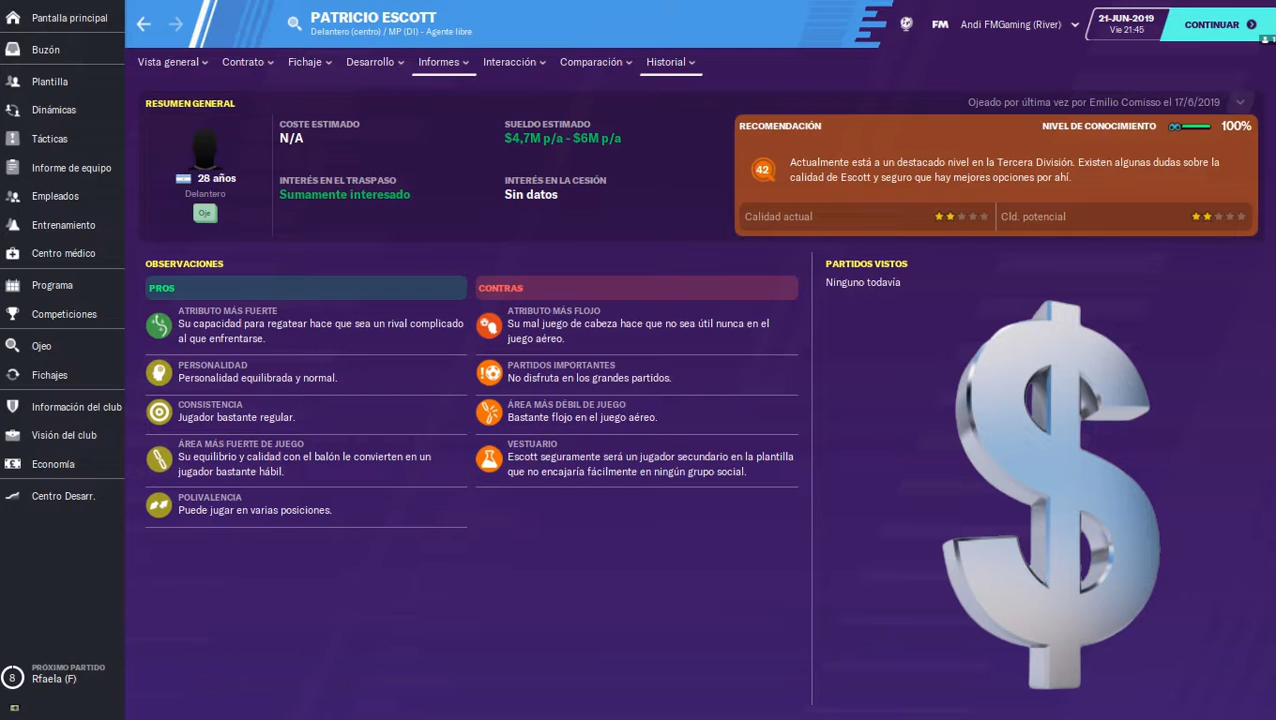 Pantalla principal
Buzón
Plantilla
Dinámicas
Tácticas
Informe de equipo
Empleados
Entrenamiento
Centro médico
Programa
Competiciones
Ojeo
Fichajes
Información del club
Visión del club
Economía
Centro Desarr.
PRÓXIMO PARTIDO
8
Rfaela (F)
PATRICIO ESCOTT
Delantero (centro) / MP (DI) - Agente libre
FM
Andi FMGaming (River)
21-JUN-2019
Vie 21:45
CONTINUAR
1
Vista general
Contrato
Fichaje
Desarrollo
Informes
Interacción
Comparación
Historial
RESUMEN GENERAL
Ojeado por última vez por Emilio Comisso el 17/6/2019
28 años
Delantero
Oje
COSTE ESTIMADO
N/A
SUELDO ESTIMADO
$4,7M p/a - $6M p/a
INTERÉS EN EL TRASPASO
Sumamente interesado
INTERÉS EN LA CESIÓN
Sin datos
RECOMENDACIÓN
NIVEL DE CONOCIMIENTO
100%
42
Actualmente está a un destacado nivel en la Tercera División. Existen algunas dudas sobre la
calidad de Escott y seguro que hay mejores opciones por ahí.
Calidad actual
Cld. potencial
OBSERVACIONES
PROS
ATRIBUTO MÁS FUERTE
Su capacidad para regatear hace que sea un rival complicado
al que enfrentarse.
PERSONALIDAD
Personalidad equilibrada y normal.
CONSISTENCIA
Jugador bastante regular.
ÁREA MÁS FUERTE DE JUEGO
Su equilibrio y calidad con el balón le convierten en un
jugador bastante hábil.
POLIVALENCIA
Puede jugar en varias posiciones.
CONTRAS
ATRIBUTO MÁS FLOJO
Su mal juego de cabeza hace que no sea útil nunca en el
juego aéreo.
PARTIDOS IMPORTANTES
No disfruta en los grandes partidos.
ÁREA MÁS DÉBIL DE JUEGO
Bastante flojo en el juego aéreo.
VESTUARIO
Escott seguramente será un jugador secundario en la plantilla
que no encajaría fácilmente en ningún grupo social.
PARTIDOS VISTOS
Ninguno todavía
$